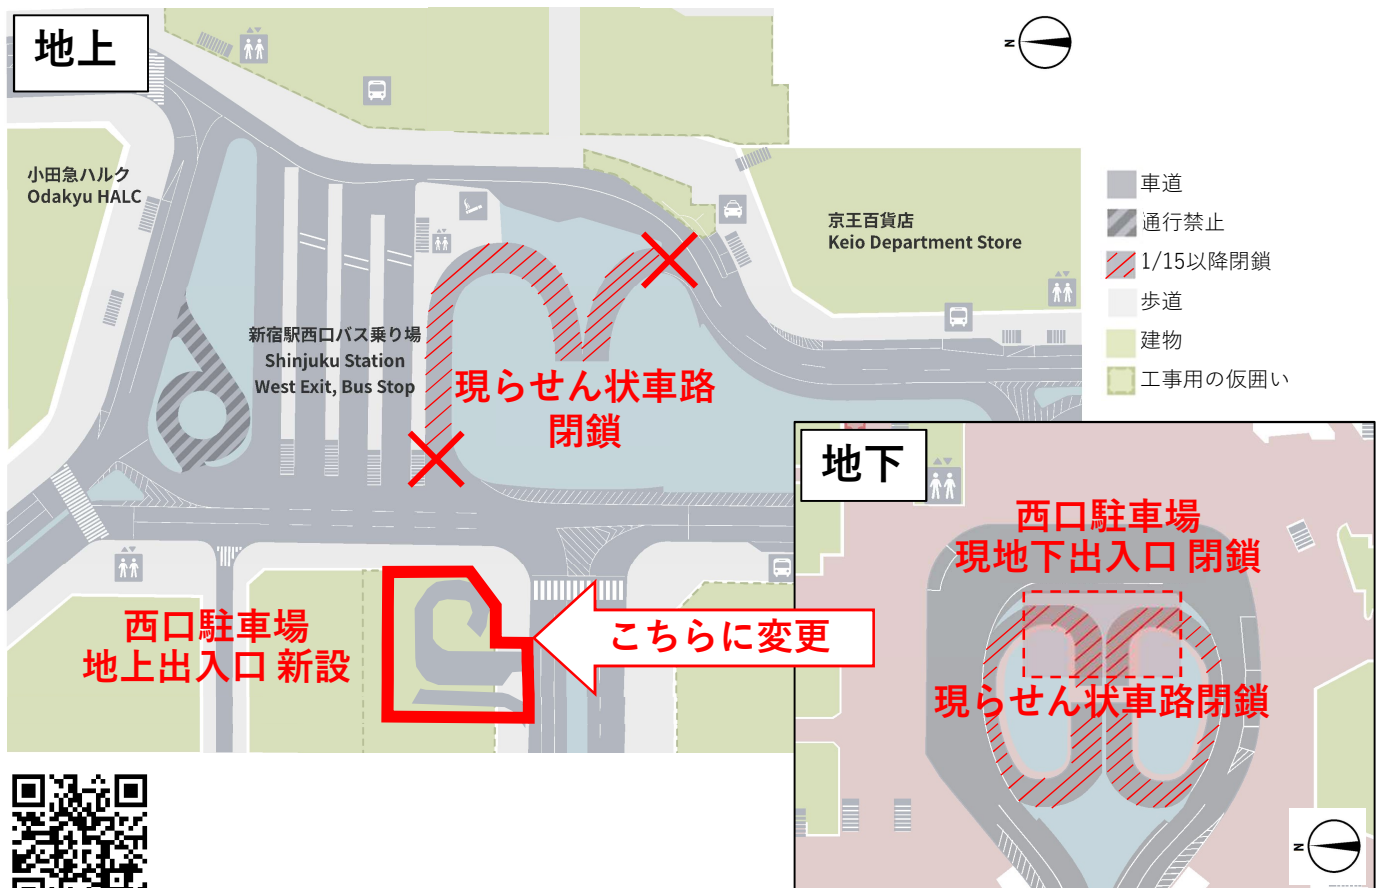 地上
N
小田急ハルク
Odakyu HALC
京王百貨店
Keio Department Store
車道
通行禁止
1/15以降閉鎖
歩道
建物
工事用の仮囲い
新宿駅西口バス乗り場
Shinjuku Station
West Exit, Bus Stop
現らせん状車路
閉鎖
西口駐車場
地上出入口 新設
こちらに変更
地下
西口駐車場
現地下出入口 閉鎖
現らせん状車路閉鎖
N